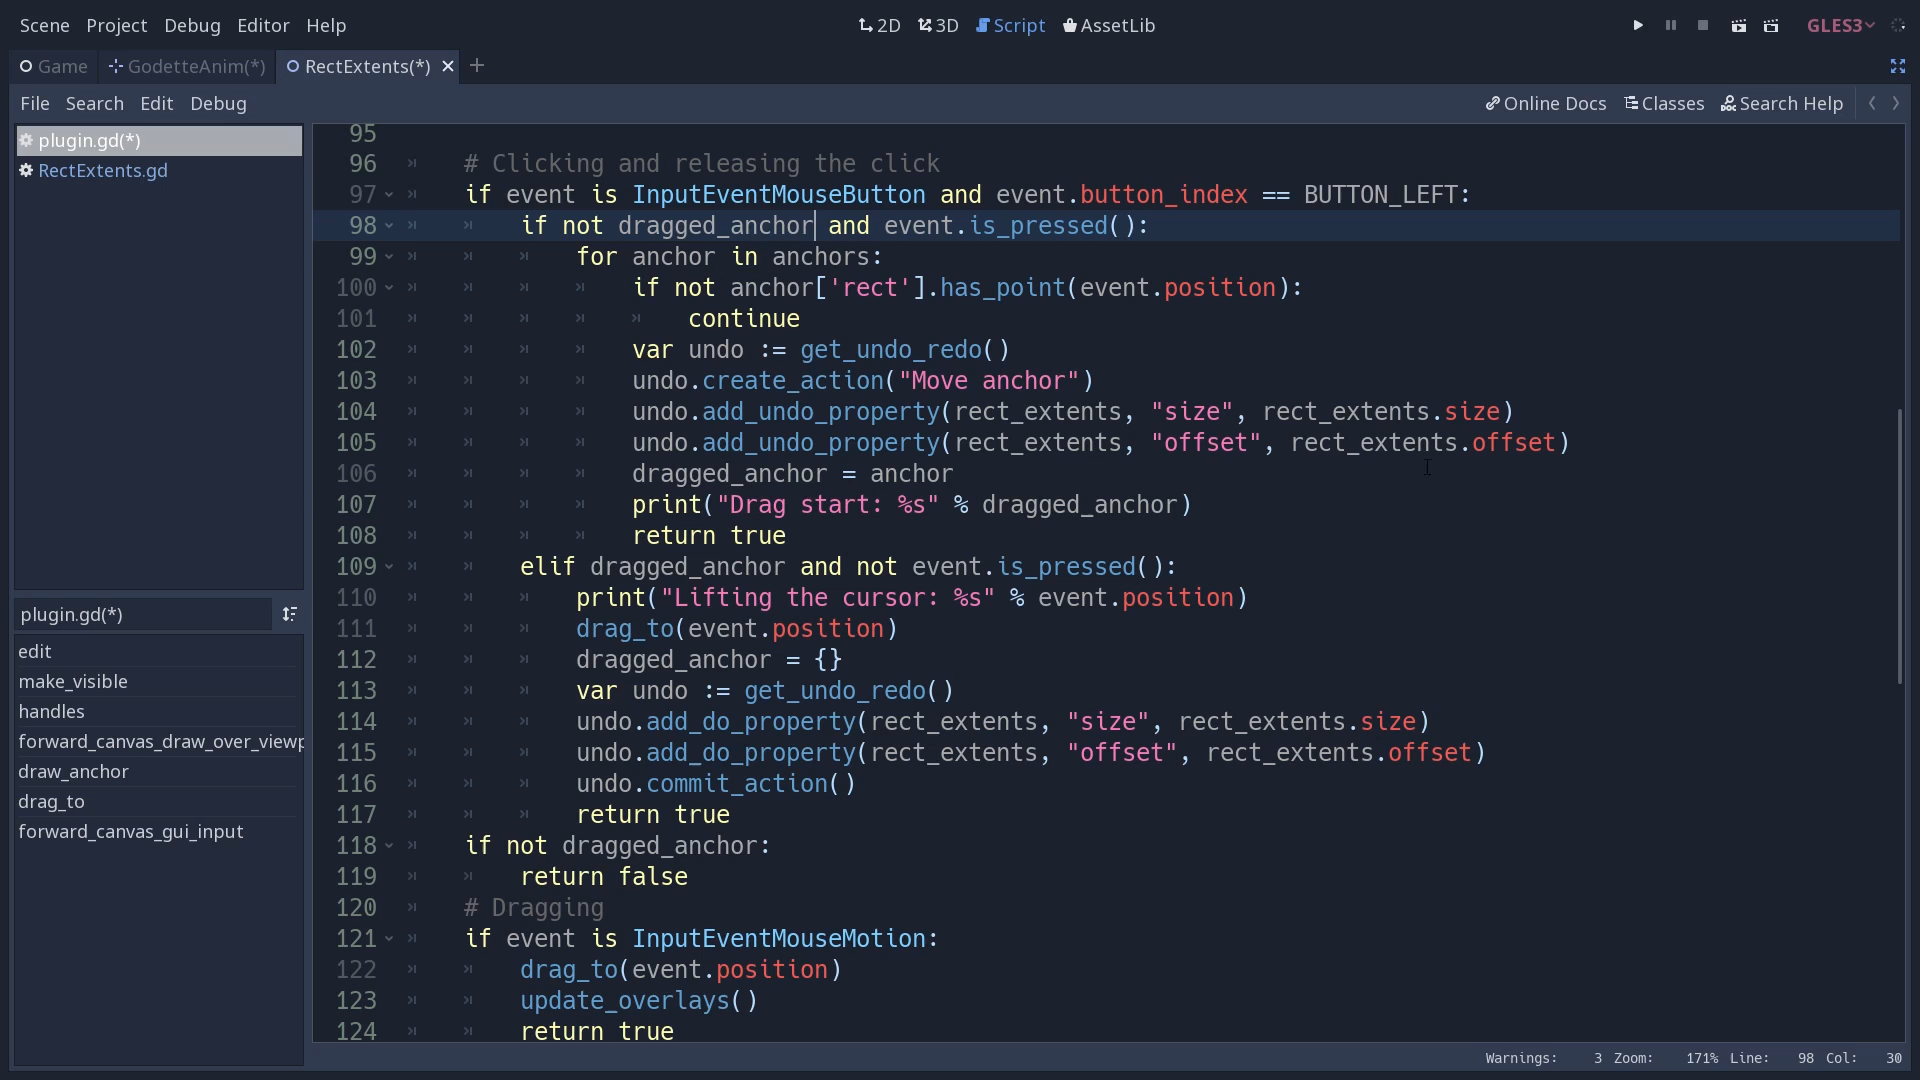 Scene Project Debug Editor Help 2D 3D Script AssetLib GLES3
Game GodetteAnim(*) RectExtents(*)
File Search Edit Debug Online Docs Classes Search Help
plugin.gd(*)
RectExtents.gd
plugin.gd(*)
edit
make_visible
handles
forward_canvas_draw_over_viewp
draw_anchor
drag_to
forward_canvas_gui_input
95
96 # Clicking and releasing the click
97 if event is InputEventMouseButton and event.button_index == BUTTON_LEFT:
98 if not dragged_anchor and event.is_pressed():
99 for anchor in anchors:
100 if not anchor['rect'].has_point(event.position):
101 continue
102 var undo := get_undo_redo()
103 undo.create_action("Move anchor")
104 undo.add_undo_property(rect_extents, "size", rect_extents.size)
105 undo.add_undo_property(rect_extents, "offset", rect_extents.offset)
106 dragged_anchor = anchor
107 print("Drag start: %s" % dragged_anchor)
108 return true
109 elif dragged_anchor and not event.is_pressed():
110 print("Lifting the cursor: %s" % event.position)
111 drag_to(event.position)
112 dragged_anchor = {}
113 var undo := get_undo_redo()
114 undo.add_do_property(rect_extents, "size", rect_extents.size)
115 undo.add_do_property(rect_extents, "offset", rect_extents.offset)
116 undo.commit_action()
117 return true
118 if not dragged_anchor:
119 return false
120 # Dragging
121 if event is InputEventMouseMotion:
122 drag_to(event.position)
123 update_overlays()
124 return true
Warnings: 3 Zoom: 171% Line: 98 Col: 30